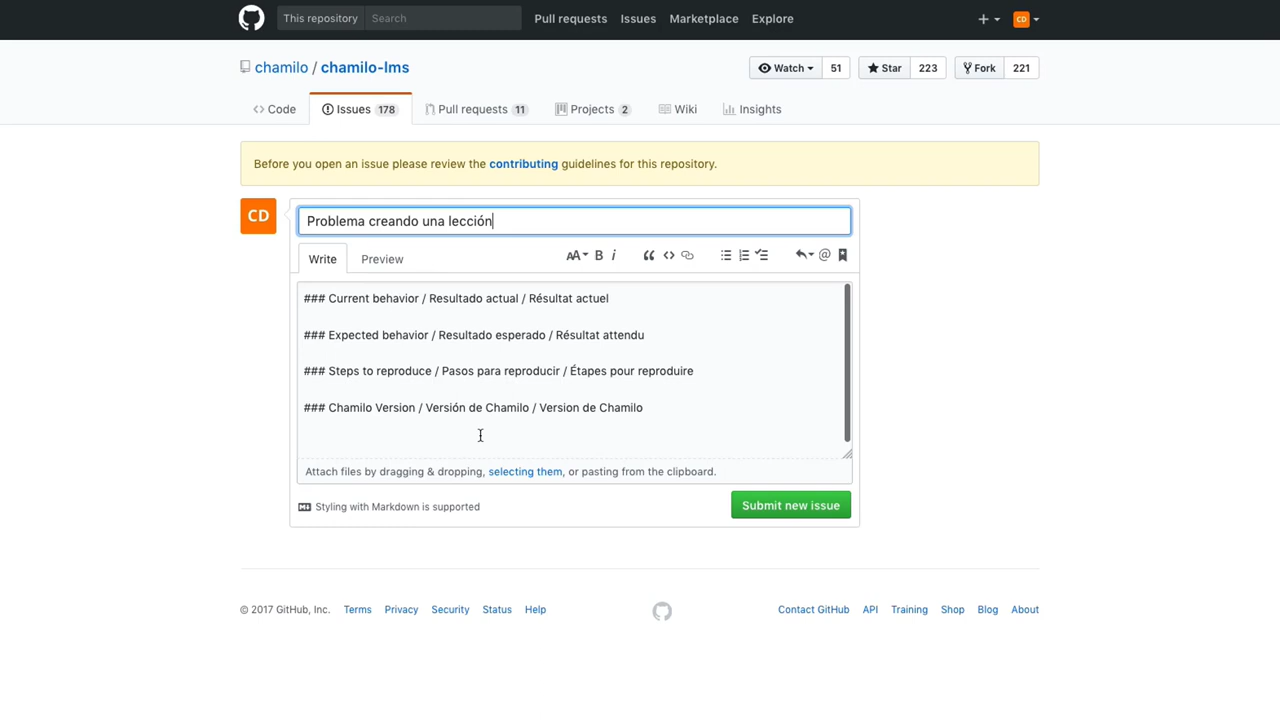 This repository Search Pull requests Issues Marketplace Explore CD
chamilo / chamilo-lms Watch 51 Star 223 Fork 221
Code Issues 178 Pull requests 11 Projects 2 Wiki Insights
Before you open an issue please review the contributing guidelines for this repository.
CD Problema creando una lección
Write Preview AA B i @
### Current behavior / Resultado actual / Résultat actuel
### Expected behavior / Resultado esperado / Résultat attendu
### Steps to reproduce / Pasos para reproducir / Étapes pour reproduire
### Chamilo Version / Versión de Chamilo / Version de Chamilo
Attach files by dragging & dropping, selecting them, or pasting from the clipboard.
Styling with Markdown is supported Submit new issue
© 2017 GitHub, Inc. Terms Privacy Security Status Help Contact GitHub API Training Shop Blog About